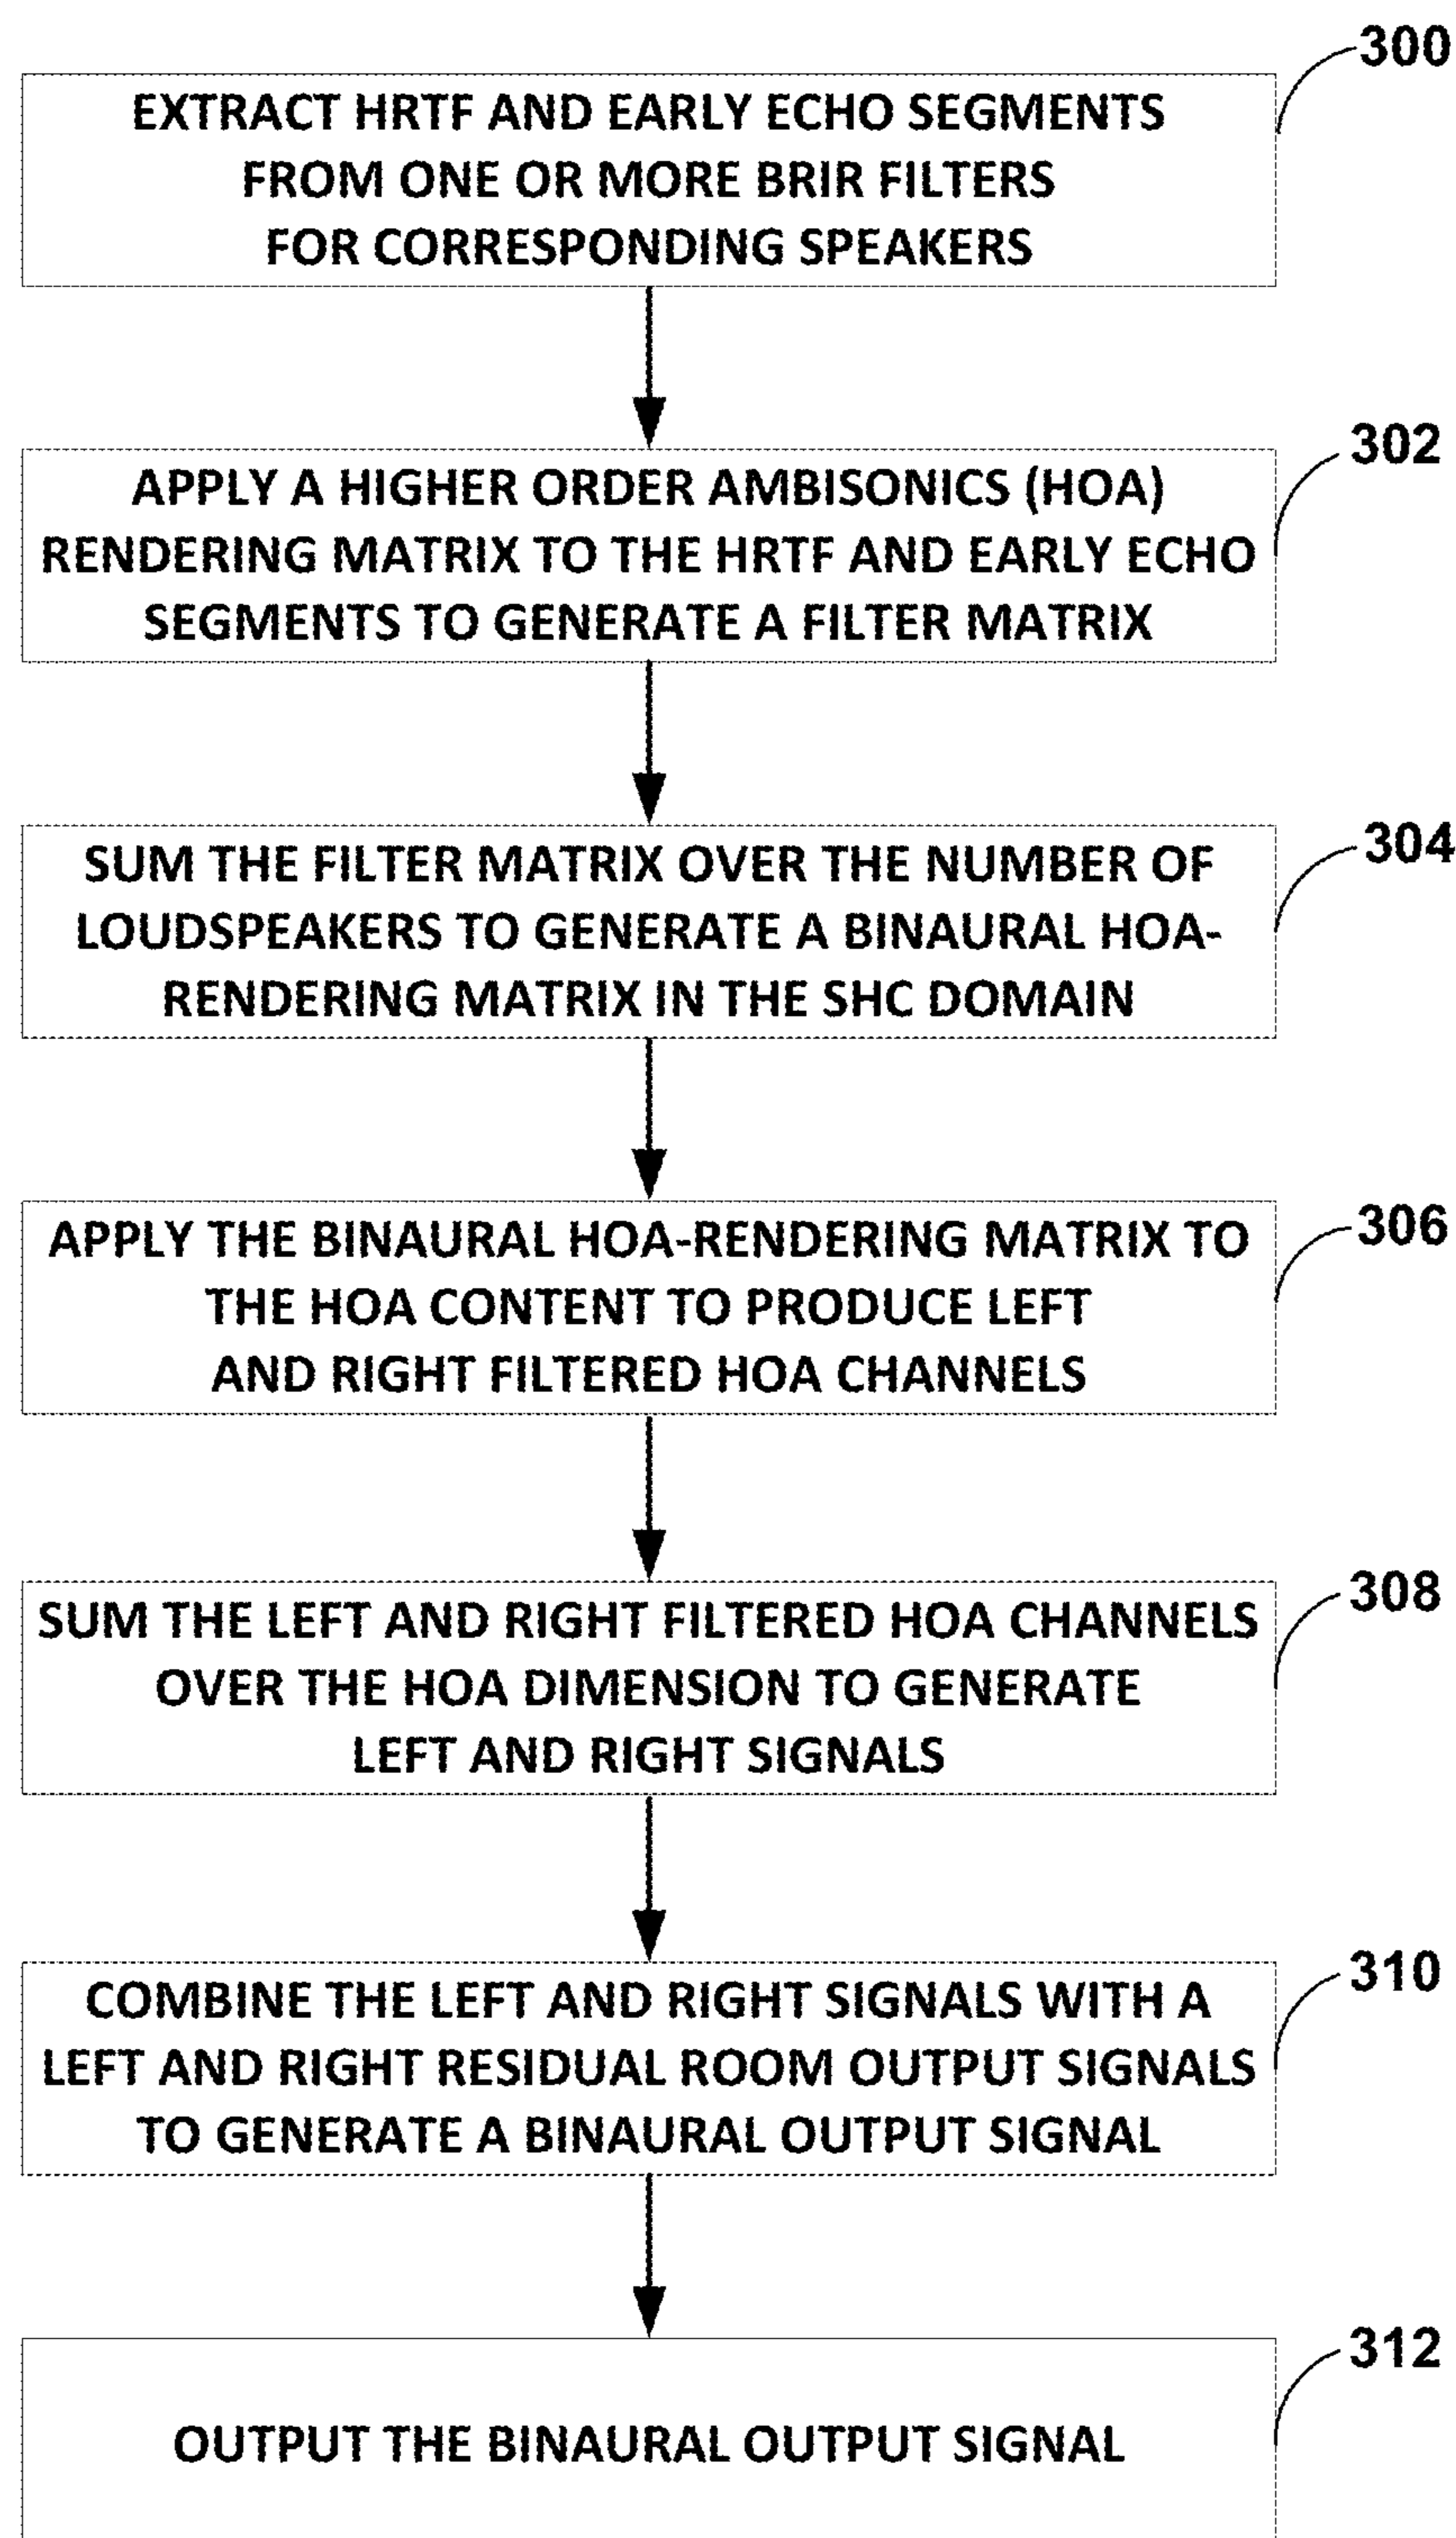 300
EXTRACT HRTF AND EARLY ECHO SEGMENTS
FROM ONE OR MORE BRIR FILTERS
FOR CORRESPONDING SPEAKERS
302
APPLY A HIGHER ORDER AMBISONICS (HOA)
RENDERING MATRIX TO THE HRTF AND EARLY ECHO
SEGMENTS TO GENERATE A FILTER MATRIX
304
SUM THE FILTER MATRIX OVER THE NUMBER OF
LOUDSPEAKERS TO GENERATE A BINAURAL HOA-
RENDERING MATRIX IN THE SHC DOMAIN
306
APPLY THE BINAURAL HOA-RENDERING MATRIX TO
THE HOA CONTENT TO PRODUCE LEFT
AND RIGHT FILTERED HOA CHANNELS
308
SUM THE LEFT AND RIGHT FILTERED HOA CHANNELS
OVER THE HOA DIMENSION TO GENERATE
LEFT AND RIGHT SIGNALS
310
COMBINE THE LEFT AND RIGHT SIGNALS WITH A
LEFT AND RIGHT RESIDUAL ROOM OUTPUT SIGNALS
TO GENERATE A BINAURAL OUTPUT SIGNAL
312
OUTPUT THE BINAURAL OUTPUT SIGNAL